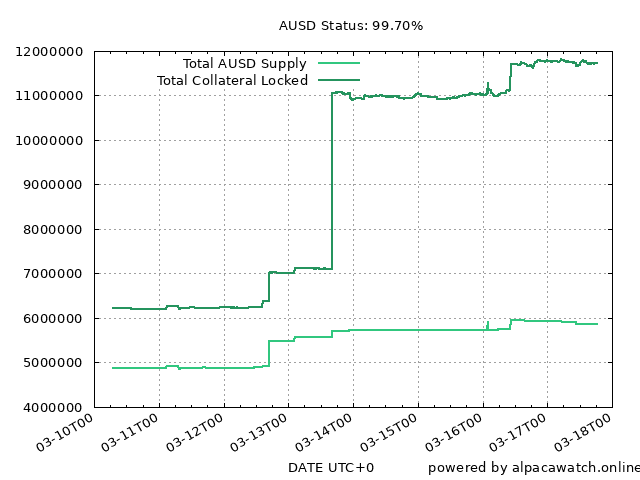 AUSD Status: 99.70%
12000000
11000000
10000000
9000000
8000000
7000000
6000000
5000000
4000000
Total AUSD Supply
Total Collateral Locked
03-10T00
03-11T00
03-12T00
03-13T00
03-14T00
03-15T00
03-16T00
03-17T00
03-18T00
DATE UTC+0
powered by alpacawatch.online